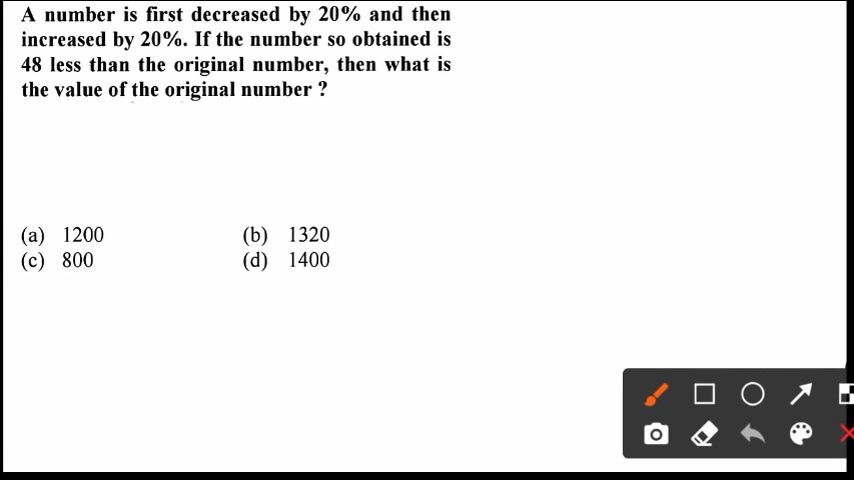 A number is first decreased by 20% and then
increased by 20%. If the number so obtained is
48 less than the original number, then what is
the value of the original number ?
(a) 1200 (b) 1320
(c) 800 (d) 1400